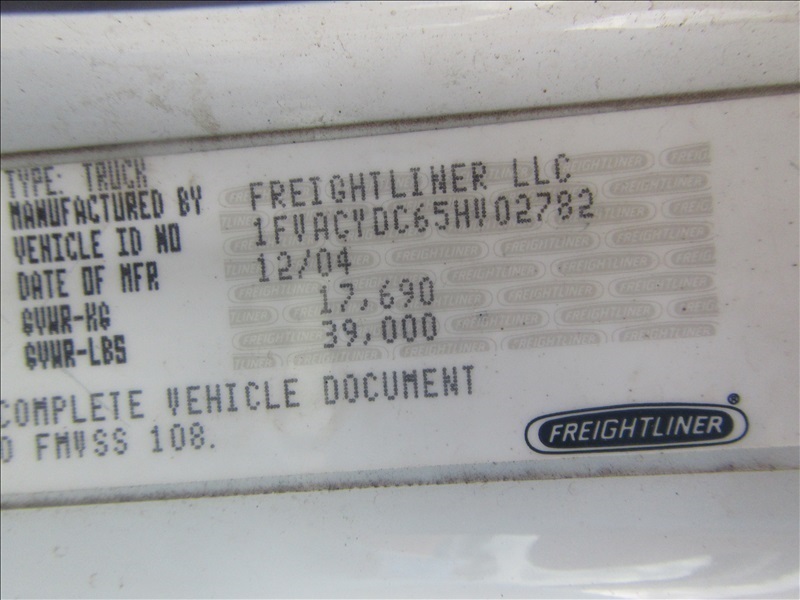 TYPE: TRUCK
MANUFACTURED BY FREIGHTLINER LLC
VEHICLE ID NO 1FVACYDC65HV02782
DATE OF MFR 12/04
GVWR-KG 17,690
GVWR-LBS 39,000
COMPLETE VEHICLE DOCUMENT
FMVSS 108.
FREIGHTLINER®